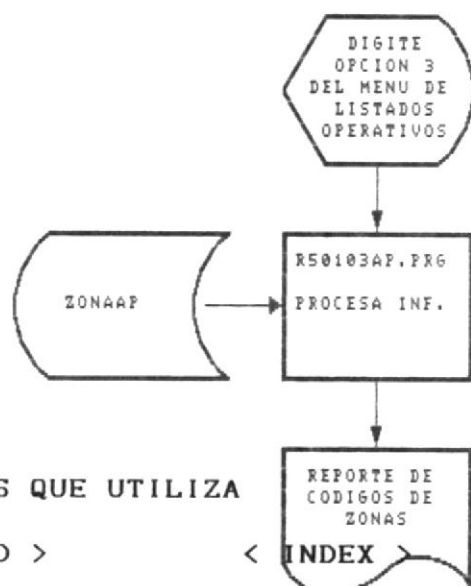 DIGITE
OPCION 3
DEL MENU DE
LISTADOS
OPERATIVOS
ZONAAP
R50103AP.PRG
PROCESA INF.
REPORTE DE
CODIGOS DE
ZONAS
S QUE UTILIZA
O >
< INDEX >